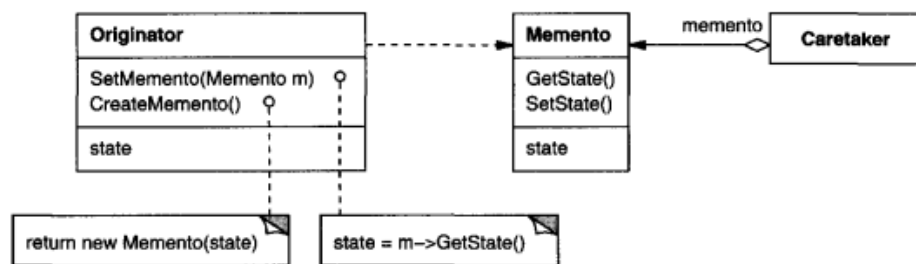 Originator
SetMemento(Memento m)
CreateMemento()
state
Memento
GetState()
SetState()
state
memento
Caretaker
return new Memento(state)
state = m->GetState()